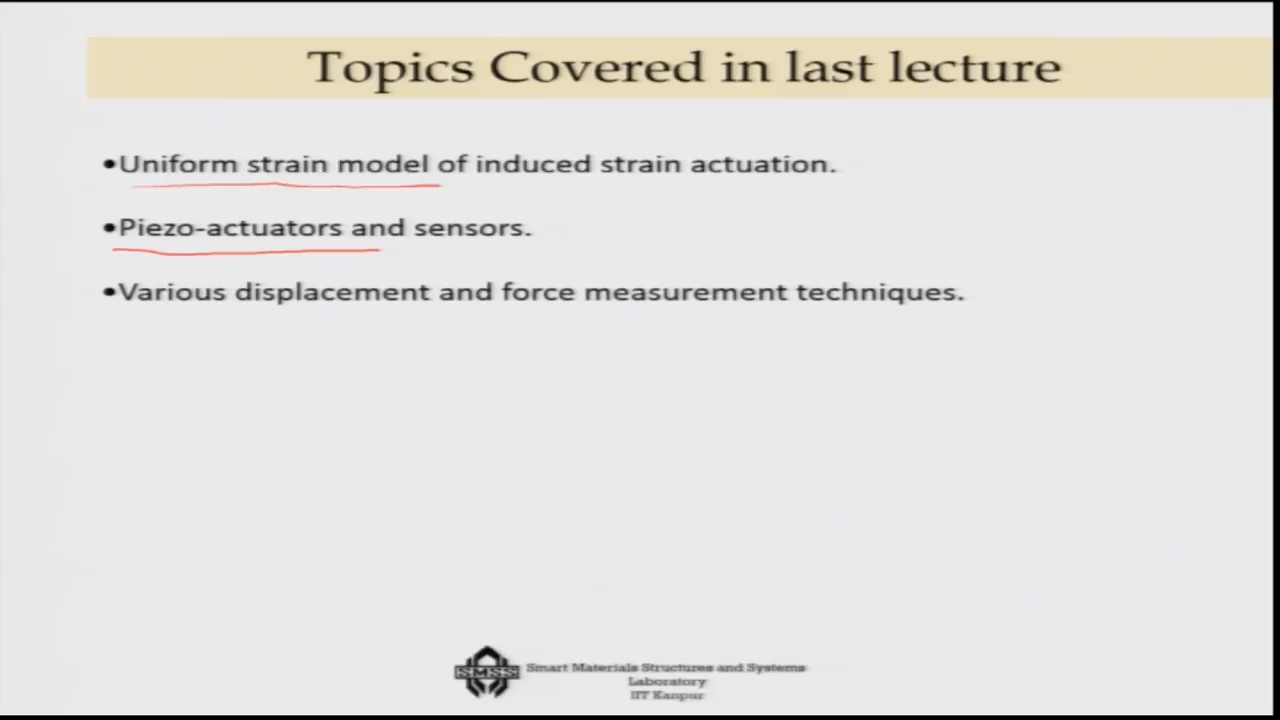 Topics Covered in last lecture
•Uniform strain model of induced strain actuation.
•Piezo-actuators and sensors.
•Various displacement and force measurement techniques.
SMSS
Smart Materials Structures and Systems
Laboratory
IIT Kanpur